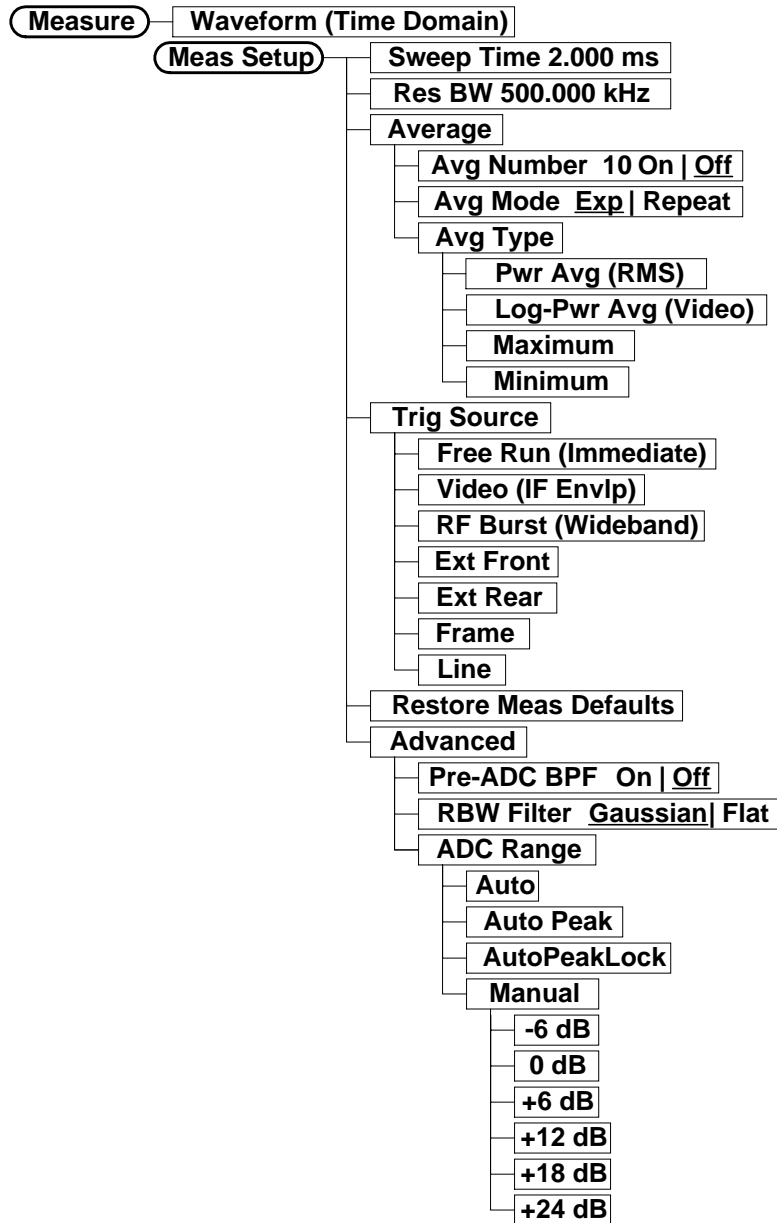 Measure Waveform (Time Domain)
Meas Setup Sweep Time 2.000 ms
Res BW 500.000 kHz
Average
Avg Number 10 On | Off
Avg Mode Exp | Repeat
Avg Type
Pwr Avg (RMS)
Log-Pwr Avg (Video)
Maximum
Minimum
Trig Source
Free Run (Immediate)
Video (IF Envlp)
RF Burst (Wideband)
Ext Front
Ext Rear
Frame
Line
Restore Meas Defaults
Advanced
Pre-ADC BPF On | Off
RBW Filter Gaussian | Flat
ADC Range
Auto
Auto Peak
AutoPeakLock
Manual
-6 dB
0 dB
+6 dB
+12 dB
+18 dB
+24 dB